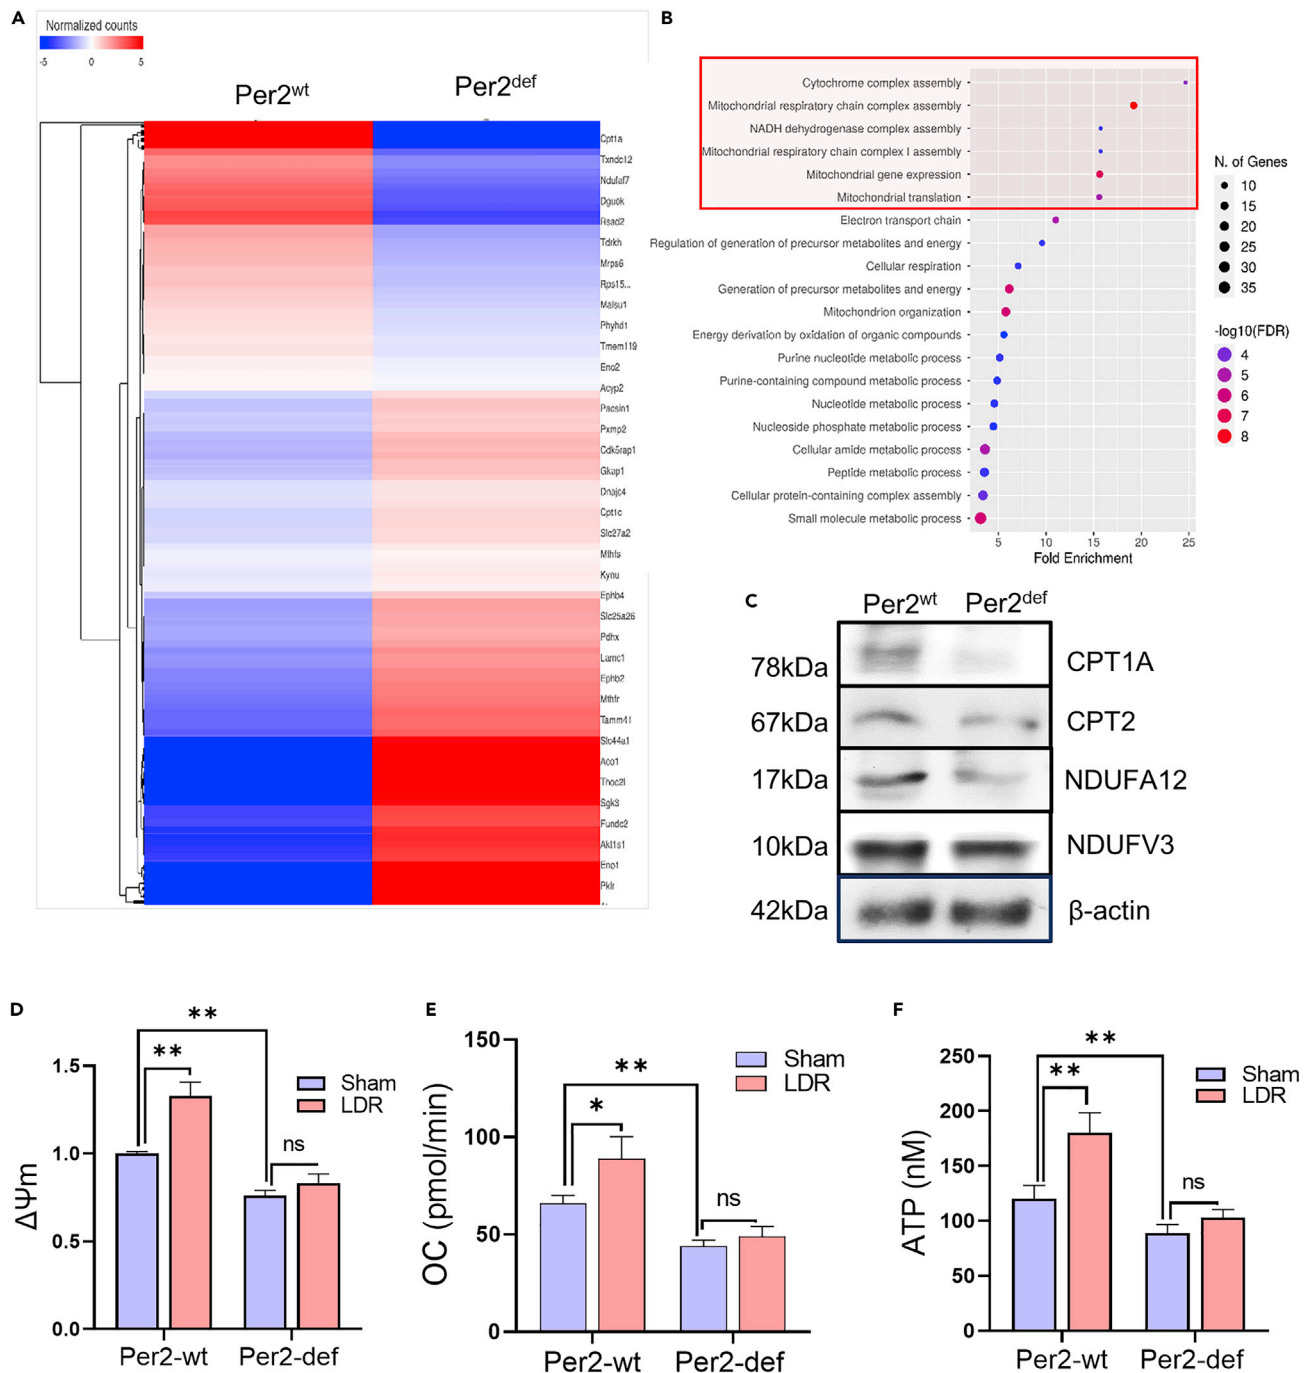 A
Normalized counts
-5 0 5
Per2wt
Per2def
Cpt1a
Txndc12
Ndufaf7
Dguok
Rsad2
Tdrkh
Mrps6
Rps15...
Malsu1
Phyhd1
Tmem119
Eno2
Acyp2
Pacsin1
Pxmp2
Cdk5rap1
Gkap1
Dnajc4
Cpt1c
Slc27a2
Mthfs
Kynu
Ephb4
Slc25a26
Pdhx
Lamc1
Ephb2
Mthfr
Tamm41
Slc44a1
Aco1
Thoc2l
Sgk3
Fundc2
Akt1s1
Eno1
Pklr
B
Cytochrome complex assembly
Mitochondrial respiratory chain complex assembly
NADH dehydrogenase complex assembly
Mitochondrial respiratory chain complex I assembly
Mitochondrial gene expression
Mitochondrial translation
Electron transport chain
Regulation of generation of precursor metabolites and energy
Cellular respiration
Generation of precursor metabolites and energy
Mitochondrion organization
Energy derivation by oxidation of organic compounds
Purine nucleotide metabolic process
Purine-containing compound metabolic process
Nucleotide metabolic process
Nucleoside phosphate metabolic process
Cellular amide metabolic process
Peptide metabolic process
Cellular protein-containing complex assembly
Small molecule metabolic process
5 10 15 20 25
Fold Enrichment
N. of Genes
10
15
20
25
30
35
-log10(FDR)
4
5
6
7
8
C
Per2wt Per2def
78kDa CPT1A
67kDa CPT2
17kDa NDUFA12
10kDa NDUFV3
42kDa β-actin
D
ΔΨm
1.5
1.0
0.5
0.0
**
**
ns
Sham
LDR
Per2-wt Per2-def
E
OC (pmol/min)
150
100
50
0
**
*
ns
Sham
LDR
Per2-wt Per2-def
F
ATP (nM)
250
200
150
100
50
0
**
**
ns
Sham
LDR
Per2-wt Per2-def